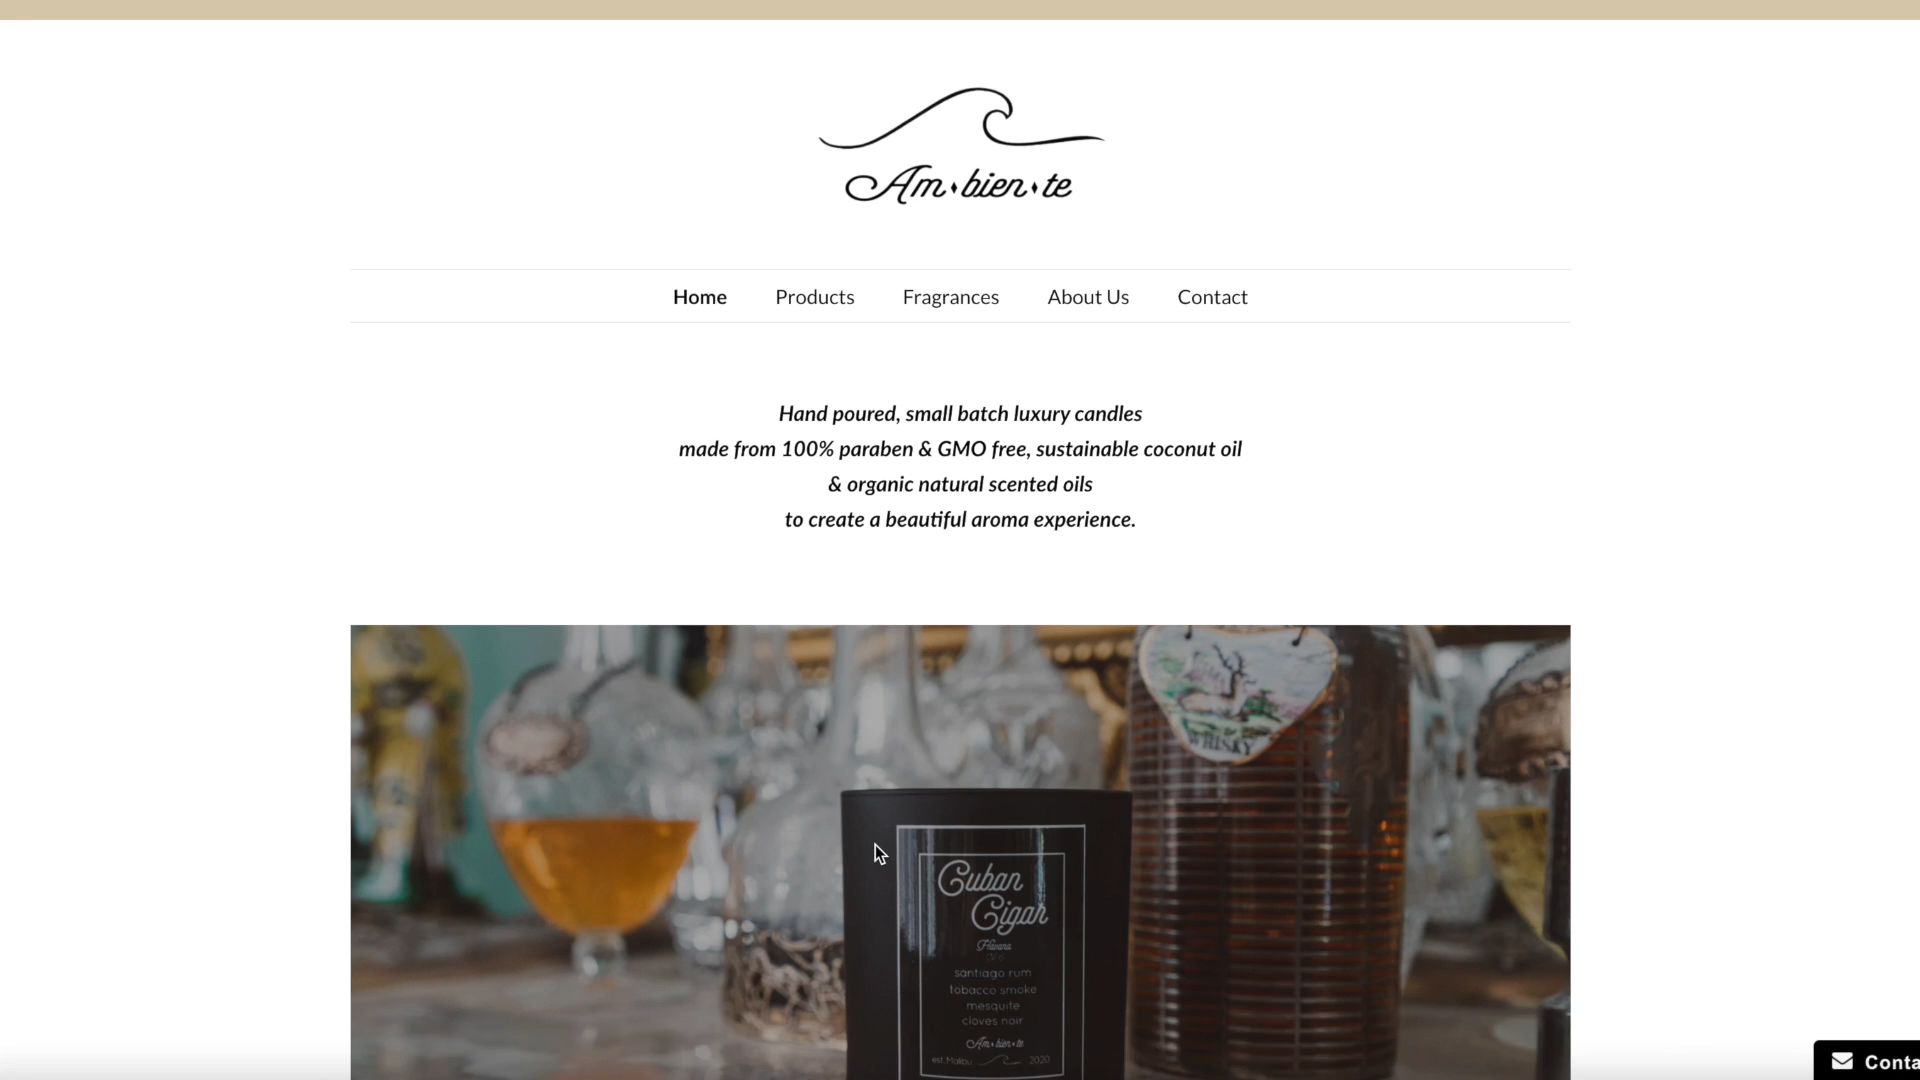 Am•bien•te
Home Products Fragrances About Us Contact
Hand poured, small batch luxury candles
made from 100% paraben & GMO free, sustainable coconut oil
& organic natural scented oils
to create a beautiful aroma experience.
WHISKY
Cuban
Cigar
Havana
santiago rum
tobacco smoke
mesquite
cloves noir
Am•bien•te
est. Malibu 2020
Conta